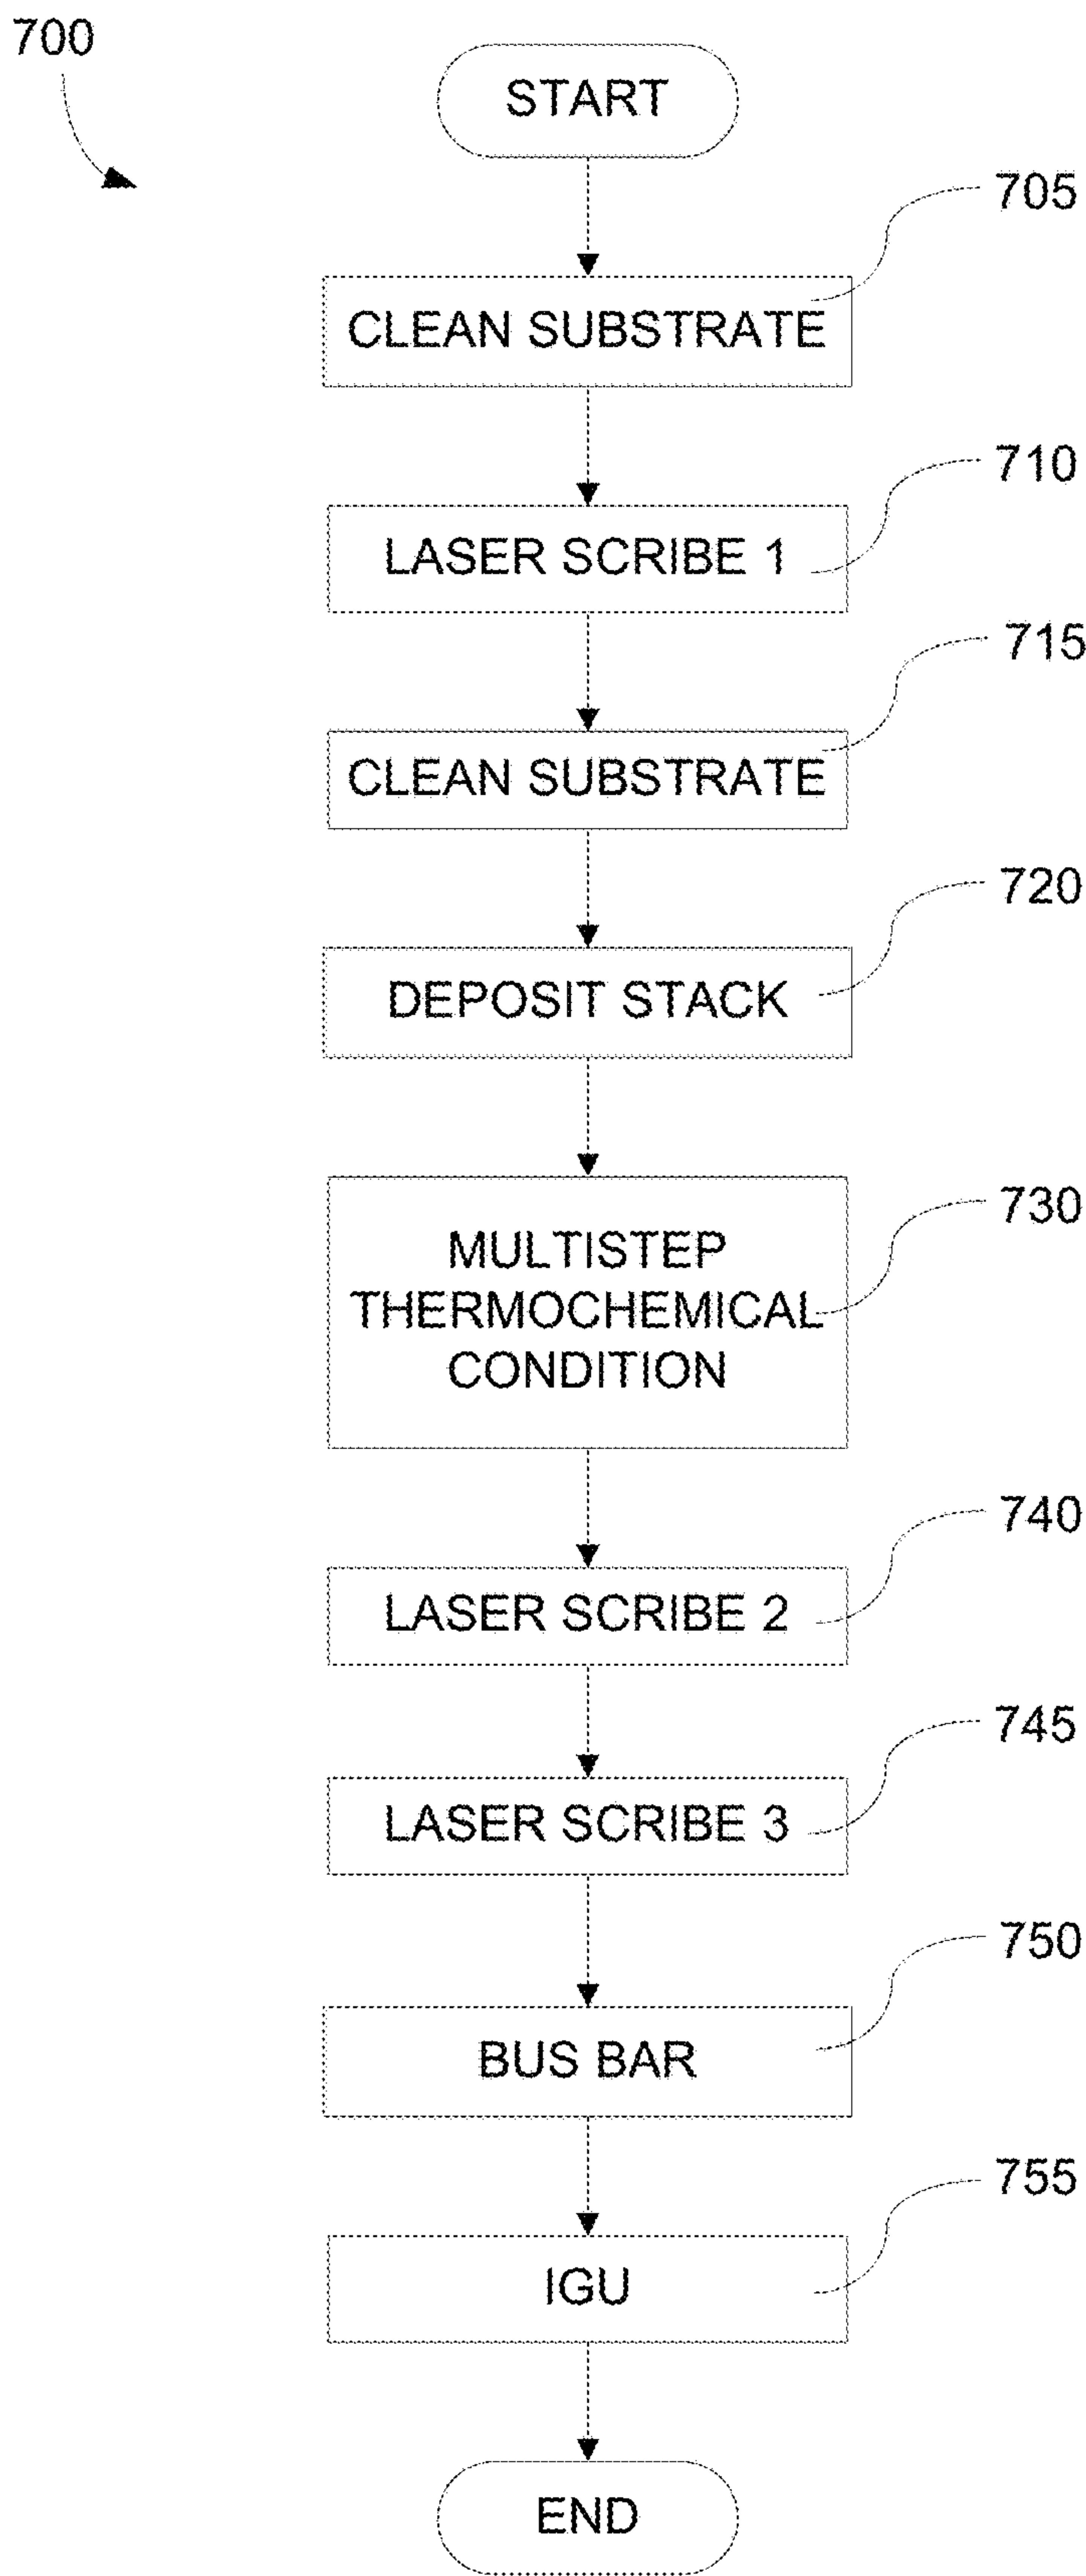 700
START
705
CLEAN SUBSTRATE
710
LASER SCRIBE 1
715
CLEAN SUBSTRATE
720
DEPOSIT STACK
730
MULTISTEP
THERMOCHEMICAL
CONDITION
740
LASER SCRIBE 2
745
LASER SCRIBE 3
750
BUS BAR
755
IGU
END